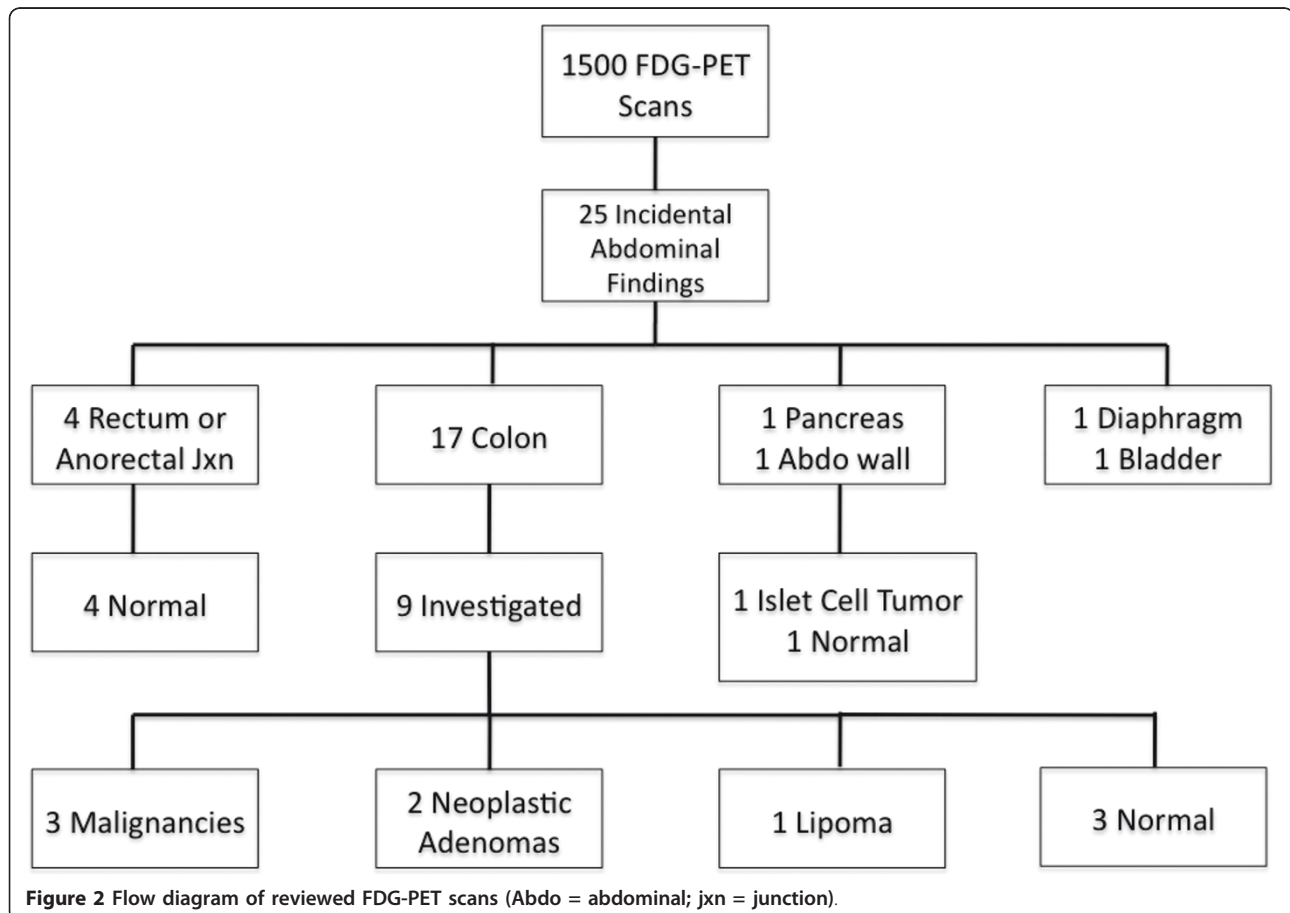 1500 FDG-PET
Scans
25 Incidental
Abdominal
Findings
4 Rectum or
Anorectal Jxn
17 Colon
1 Pancreas
1 Abdo wall
1 Diaphragm
1 Bladder
4 Normal
9 Investigated
1 Islet Cell Tumor
1 Normal
3 Malignancies
2 Neoplastic
Adenomas
1 Lipoma
3 Normal
Figure 2 Flow diagram of reviewed FDG-PET scans (Abdo = abdominal; jxn = junction).